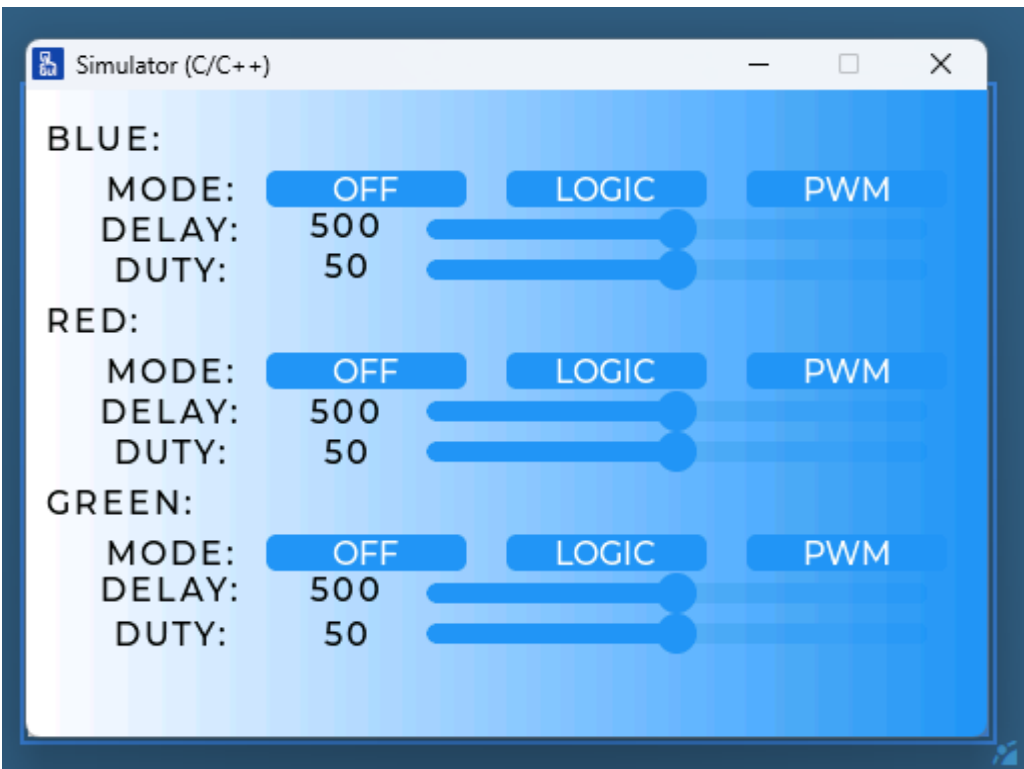 Simulator (C/C++)
BLUE:
MODE: OFF LOGIC PWM
DELAY: 500
DUTY: 50
RED:
MODE: OFF LOGIC PWM
DELAY: 500
DUTY: 50
GREEN:
MODE: OFF LOGIC PWM
DELAY: 500
DUTY: 50